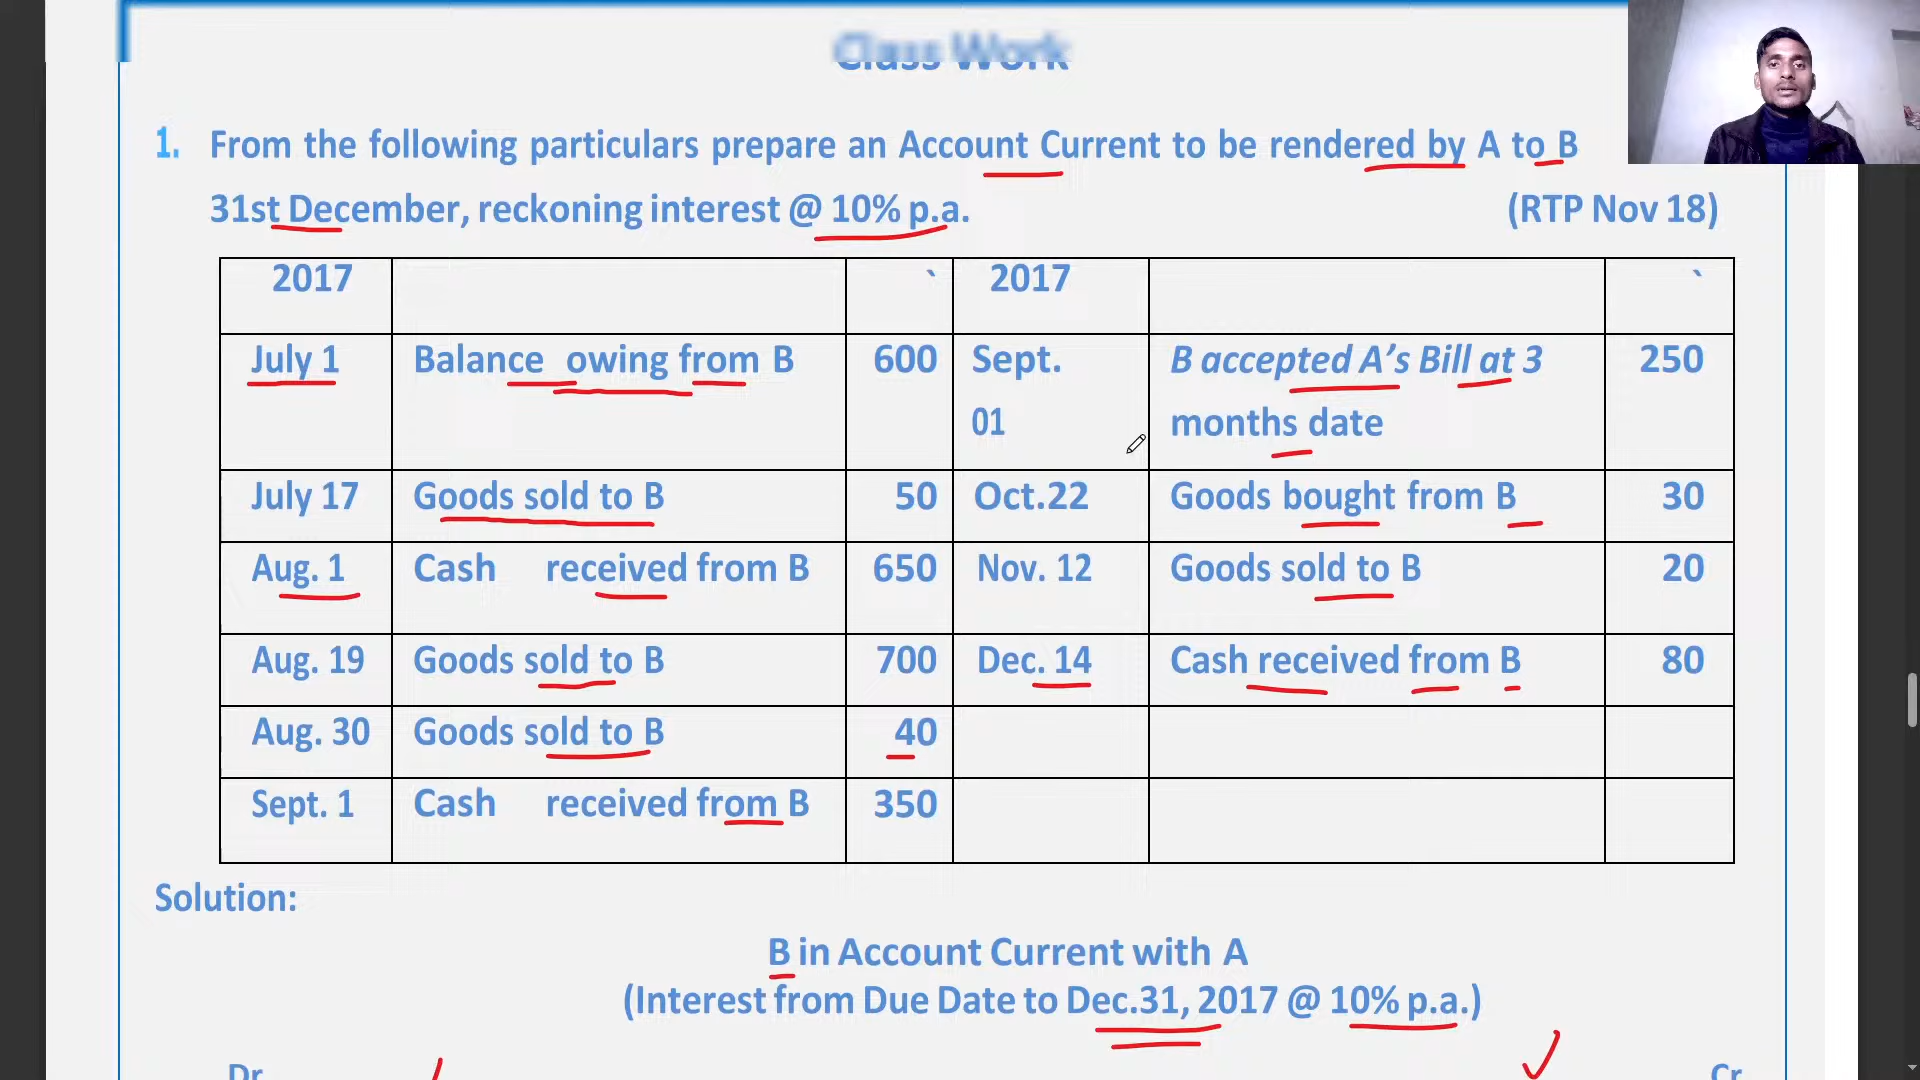 Class Work
1. From the following particulars prepare an Account Current to be rendered by A to B
31st December, reckoning interest @ 10% p.a. (RTP Nov 18)
2017 ` 2017 `
July 1 Balance owing from B 600 Sept. 01 B accepted A’s Bill at 3 months date 250
July 17 Goods sold to B 50 Oct.22 Goods bought from B 30
Aug. 1 Cash received from B 650 Nov. 12 Goods sold to B 20
Aug. 19 Goods sold to B 700 Dec. 14 Cash received from B 80
Aug. 30 Goods sold to B 40
Sept. 1 Cash received from B 350
Solution:
B in Account Current with A
(Interest from Due Date to Dec.31, 2017 @ 10% p.a.)
Dr Cr